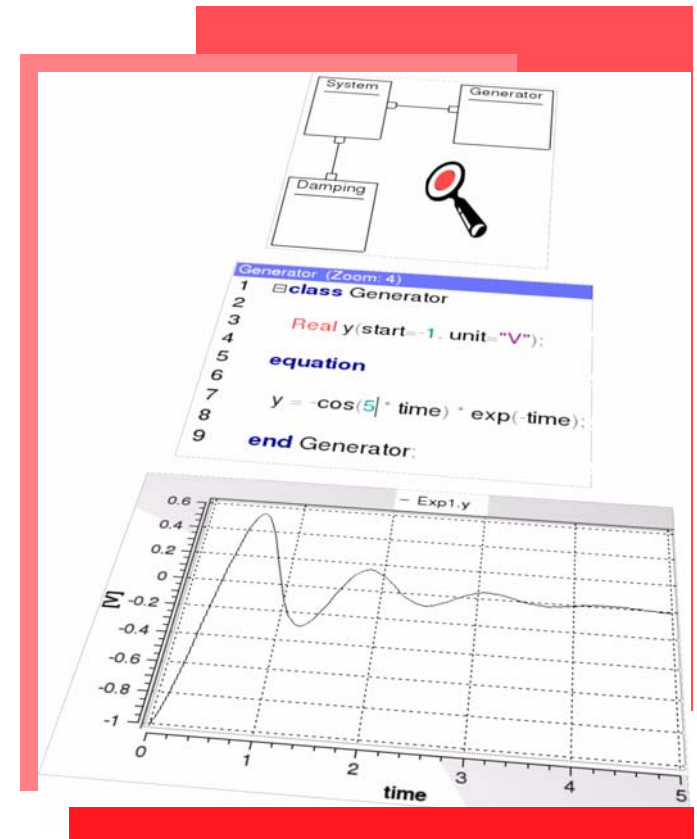 System
Generator
Damping
Generator (Zoom: 4)
1 ⊟class Generator
2
3 Real y(start=-1, unit="V");
4
5 equation
6
7 y = -cos(5 * time) * exp(-time);
8
9 end Generator;
– Exp1.y
0.6
0.4
0.2
0
-0.2
-0.4
-0.6
-0.8
-1
[V]
0 1 2 3 4 5
time